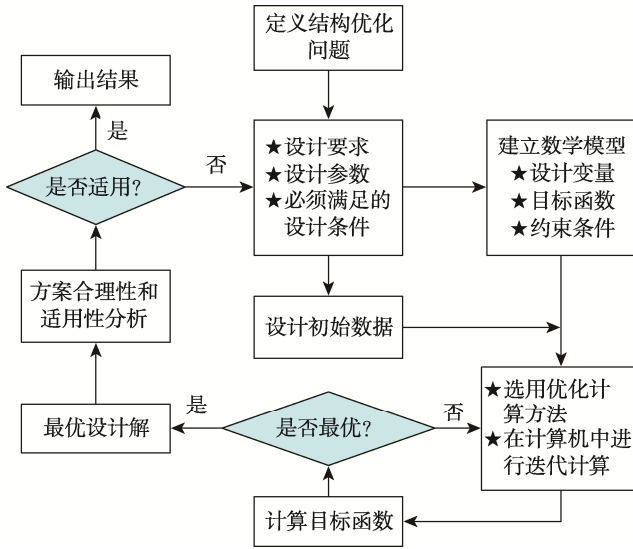 定义结构优化
问题
输出结果
是
是否适用？
否
★设计要求
★设计参数
★必须满足的
设计条件
建立数学模型
★设计变量
★目标函数
★约束条件
方案合理性和
适用性分析
设计初始数据
★选用优化计
算方法
★在计算机中进
行迭代计算
最优设计解
是
是否最优？
否
计算目标函数